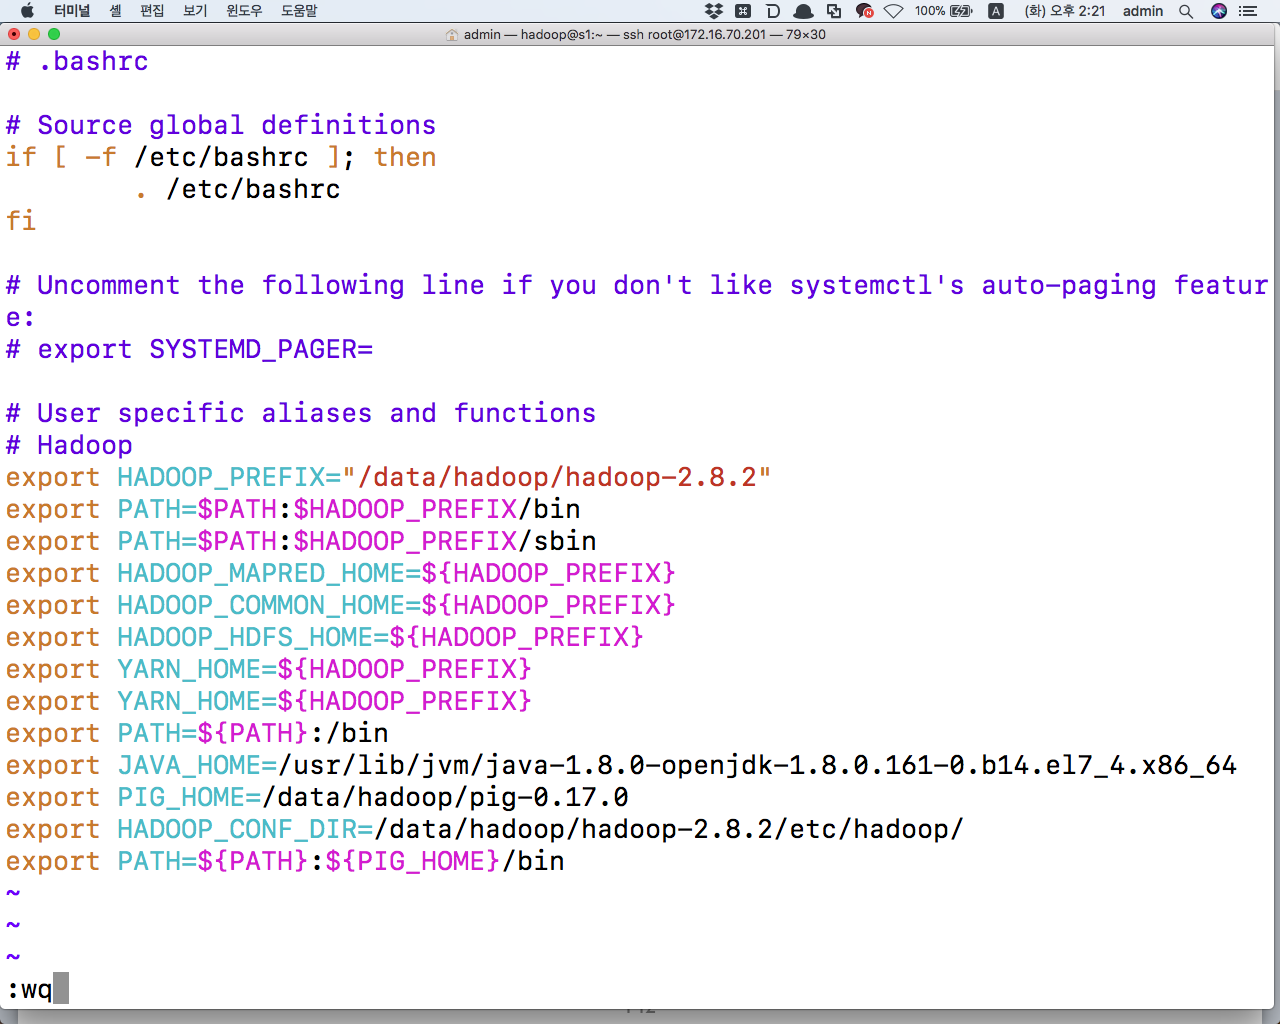 터미널 셸 편집 보기 윈도우 도움말 100% A (화) 오후 2:21 admin
admin — hadoop@s1:~ — ssh root@172.16.70.201 — 79×30
# .bashrc
# Source global definitions
if [ -f /etc/bashrc ]; then
. /etc/bashrc
fi
# Uncomment the following line if you don't like systemctl's auto-paging featur
e:
# export SYSTEMD_PAGER=
# User specific aliases and functions
# Hadoop
export HADOOP_PREFIX="/data/hadoop/hadoop-2.8.2"
export PATH=$PATH:$HADOOP_PREFIX/bin
export PATH=$PATH:$HADOOP_PREFIX/sbin
export HADOOP_MAPRED_HOME=${HADOOP_PREFIX}
export HADOOP_COMMON_HOME=${HADOOP_PREFIX}
export HADOOP_HDFS_HOME=${HADOOP_PREFIX}
export YARN_HOME=${HADOOP_PREFIX}
export YARN_HOME=${HADOOP_PREFIX}
export PATH=${PATH}:/bin
export JAVA_HOME=/usr/lib/jvm/java-1.8.0-openjdk-1.8.0.161-0.b14.el7_4.x86_64
export PIG_HOME=/data/hadoop/pig-0.17.0
export HADOOP_CONF_DIR=/data/hadoop/hadoop-2.8.2/etc/hadoop/
export PATH=${PATH}:${PIG_HOME}/bin
~
~
~
:wq